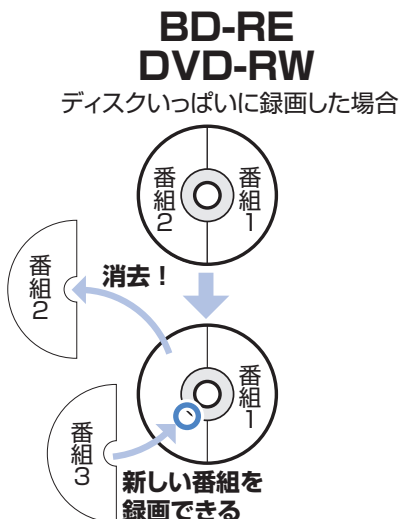 BD-RE
DVD-RW
ディスクいっぱいに録画した場合
番組2
番組1
番組2
消去！
番組1
番組3
新しい番組を
録画できる